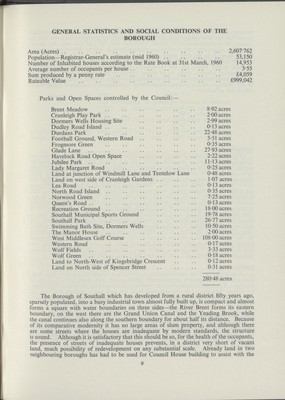 GENERAL STATISTICS AND SOCIAL CONDITIONS OF THE
BOROUGH
Area (Acres) .. .. .. .. .. .. .. .. 2,607·762
Population—Registrar-General's estimate (mid 1960) .. .. .. .. 53,150
Number of Inhabited houses according to the Rate Book at 31st March, 1960 14,953
Average number of occupants per house .. .. .. .. .. 3·55
Sum produced by a penny rate .. .. .. .. .. £4,059
Rateable Value .. .. .. .. .. .. £999,042
Parks and Open Spaces controlled by the Council:—
Brent Meadow .. .. .. .. 8·02 acres
Cranleigh Play Park .. .. .. .. 2·00 acres
Dormers Wells Housing Site .. .. .. .. 2·99 acres
Dudley Road Island .. .. .. .. 0·13 acres
Durdans Park .. .. .. .. 22·48 acres
Football Ground, Western Road .. .. .. .. 5·51 acres
Frogmore Green .. .. .. .. 0·35 acres
Glade Lane .. .. .. .. 27·93 acres
Havelock Road Open Space .. .. .. .. 2·22 acres
Jubilee Park .. .. .. .. 11·13 acres
Lady Margaret Road .. .. .. .. 0·25 acres
Land at junction of Windmill Lane and Tentelow Lane 0·48 acres
Land on west side of Cranleigh Gardens .. .. 1·07 acres
Lea Road .. .. .. .. 0·13 acres
North Road Island .. .. .. .. 0·35 acres
Norwood Green .. .. .. .. 7·25 acres
Queen's Road .. .. .. .. 0·13 acres
Recreation Ground .. .. .. .. 18·00 acres
Southall Municipal Sports Ground .. .. .. 19·78 acres
Southall Park .. .. .. .. 26·77 acres
Swimming Bath Site, Dormers Wells .. .. .. 10·50 acres
The Manor House .. .. .. .. 2·00 acres
West Middlesex Golf Course .. .. .. .. 108·00 acres
Western Road .. .. .. .. 0·17 acres
Wolf Fields .. .. .. .. 3·33 acres
Wolf Green .. .. .. .. 0·18 acres
Land to North-West of Kingsbridge Crescent .. 0·12 acres
Land on North side of Spencer Street .. .. 0·31 acres
280·48 acres
The Borough of Southall which has developed from a rural district fifty years ago,
sparsely populated, into a busy industrial town almost fully built up, is compact and almost
forms a square with water boundaries on three sides—the River Brent forms its eastern
boundary, on the west there are the Grand Union Canal and the Yeading Brook, while
the canal continues also along the southern boundary for about half its distance. Because
of its comparative modernity it has no large areas of slum property, and although there
are some streets where the houses are inadequate by modern standards, the structure
is sound. Although it is satisfactory that this should be so, for the health of the occupants,
the presence of streets of inadequate houses prevents, in a district very short of vacant
land, much possibility of redevelopment on any substantial scale. Already land in two
neighbouring boroughs has had to be used for Council House building to assist with the
9